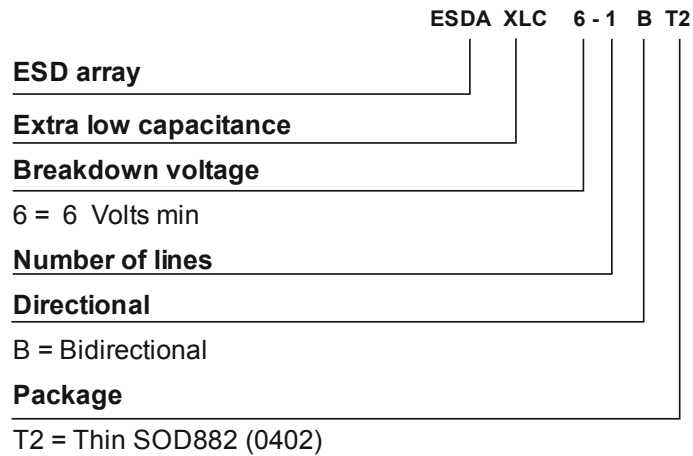 ESDA XLC 6 - 1 B T2
ESD array
Extra low capacitance
Breakdown voltage
6 = 6 Volts min
Number of lines
Directional
B = Bidirectional
Package
T2 = Thin SOD882 (0402)